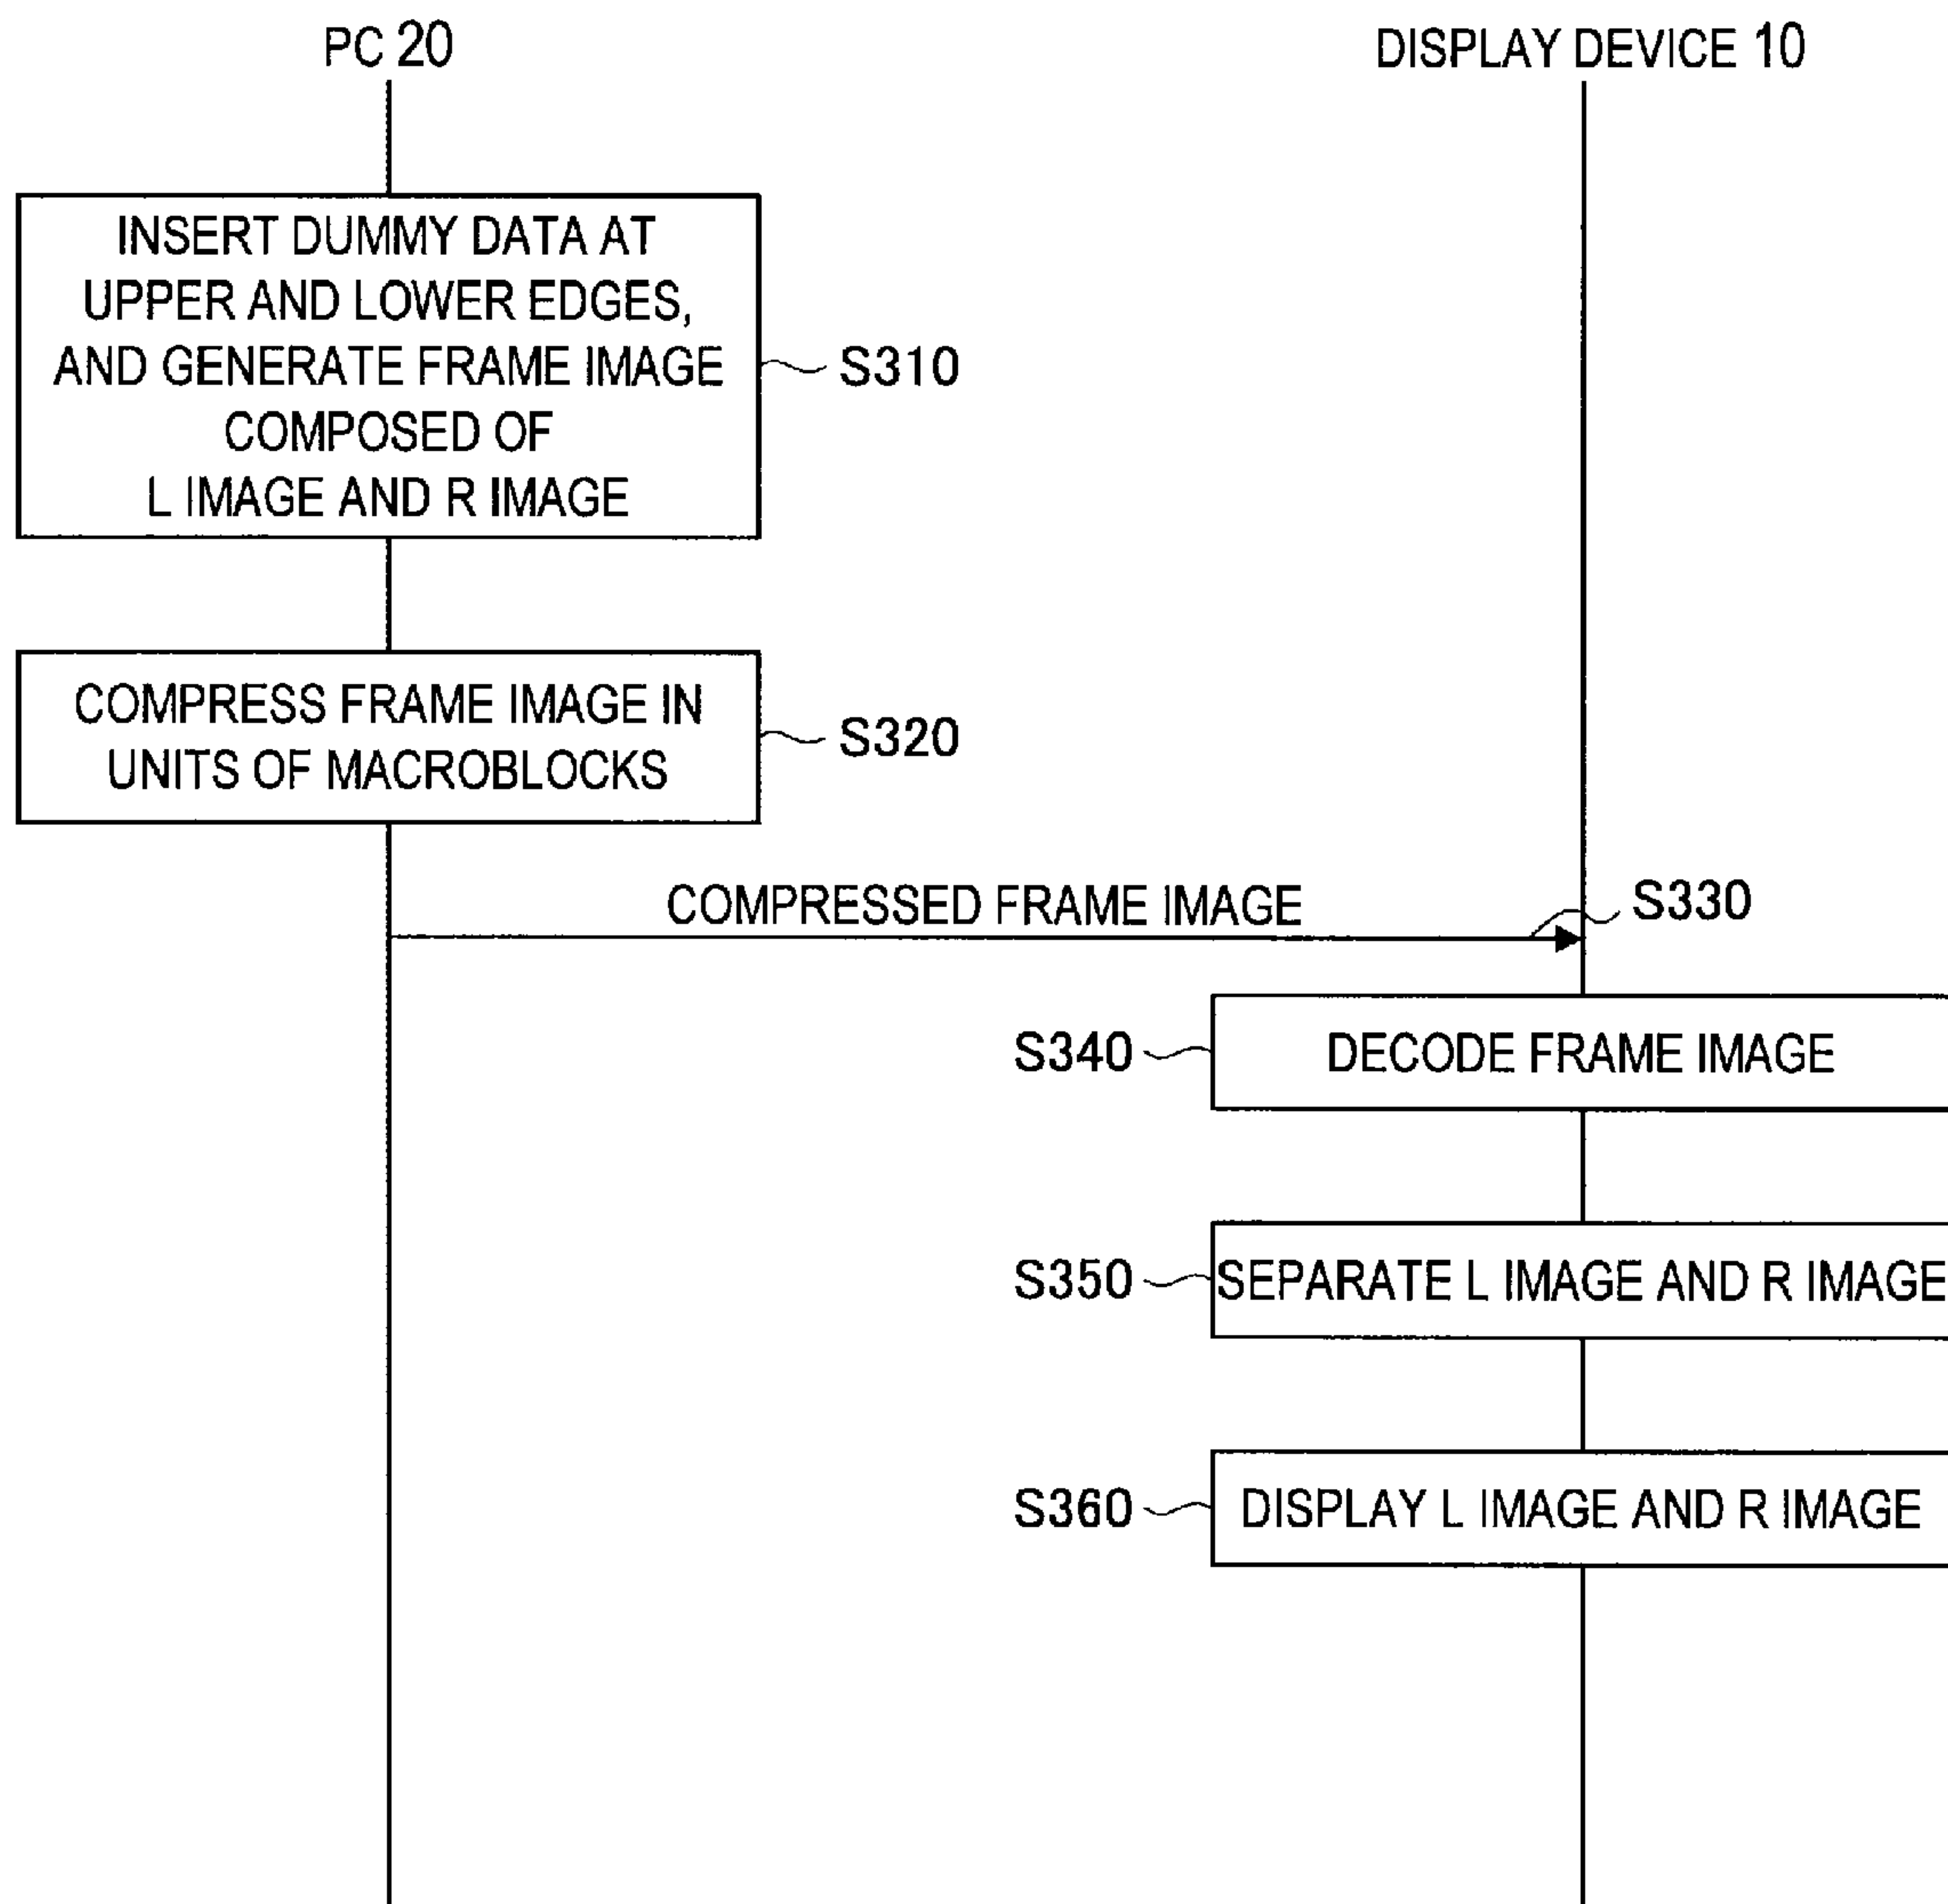 PC 20
DISPLAY DEVICE 10
INSERT DUMMY DATA AT
UPPER AND LOWER EDGES,
AND GENERATE FRAME IMAGE
COMPOSED OF
L IMAGE AND R IMAGE
S310
COMPRESS FRAME IMAGE IN
UNITS OF MACROBLOCKS
S320
COMPRESSED FRAME IMAGE
S330
S340
DECODE FRAME IMAGE
S350
SEPARATE L IMAGE AND R IMAGE
S360
DISPLAY L IMAGE AND R IMAGE